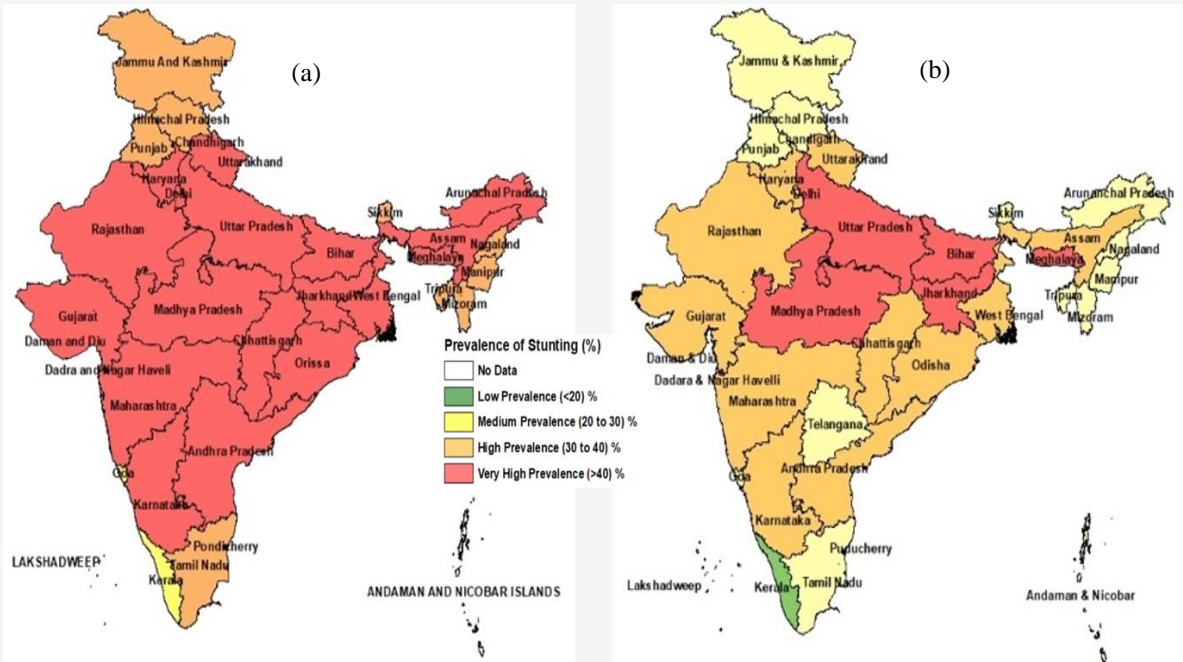 (a)
Jammu And Kashmir
Himachal Pradesh
Chandhigarh
Punjab
Uttarakhand
Haryana
Delhi
Arunachal Pradesh
Sikkim
Rajasthan
Uttar Pradesh
Assam
Nagaland
Bihar
Meghalaya
Manipur
Tripura
Mizoram
Jharkhand
West Bengal
Gujarat
Madhya Pradesh
Daman and Diu
Chhattisgarh
Orissa
Dadra and Nagar Haveli
Maharashtra
Andhra Pradesh
Goa
Karnataka
Pondicherry
LAKSHADWEEP
Tamil Nadu
Kerala
ANDAMAN AND NICOBAR ISLANDS
Prevalence of Stunting (%)
No Data
Low Prevalence (<20) %
Medium Prevalence (20 to 30) %
High Prevalence (30 to 40) %
Very High Prevalence (>40) %
(b)
Jammu & Kashmir
Himachal Pradesh
Chandigarh
Punjab
Uttarakhand
Haryana
Delhi
Arunanchal Pradesh
Sikkim
Rajasthan
Uttar Pradesh
Assam
Nagaland
Bihar
Meghalaya
Manipur
Jharkhand
Tripura
Mizoram
Gujarat
Madhya Pradesh
West Bengal
Chhattisgarh
Daman & Diu
Odisha
Dadara & Nagar Havelli
Maharashtra
Telangana
Goa
Andhra Pradesh
Karnataka
Puducherry
Lakshadweep
Kerala
Tamil Nadu
Andaman & Nicobar